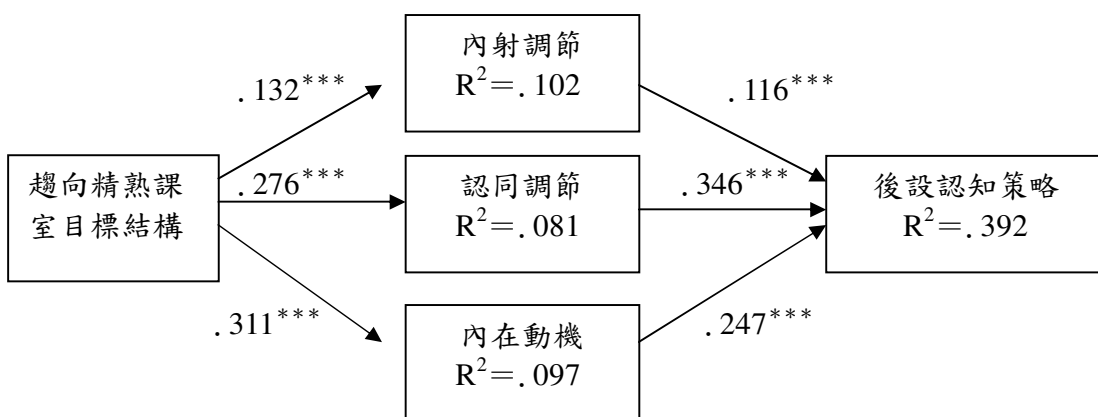 內射調節
R²＝.102
.132***
.116***
趨向精熟課
室目標結構
.276***
認同調節
R²＝.081
.346***
後設認知策略
R²＝.392
.311***
內在動機
R²＝.097
.247***